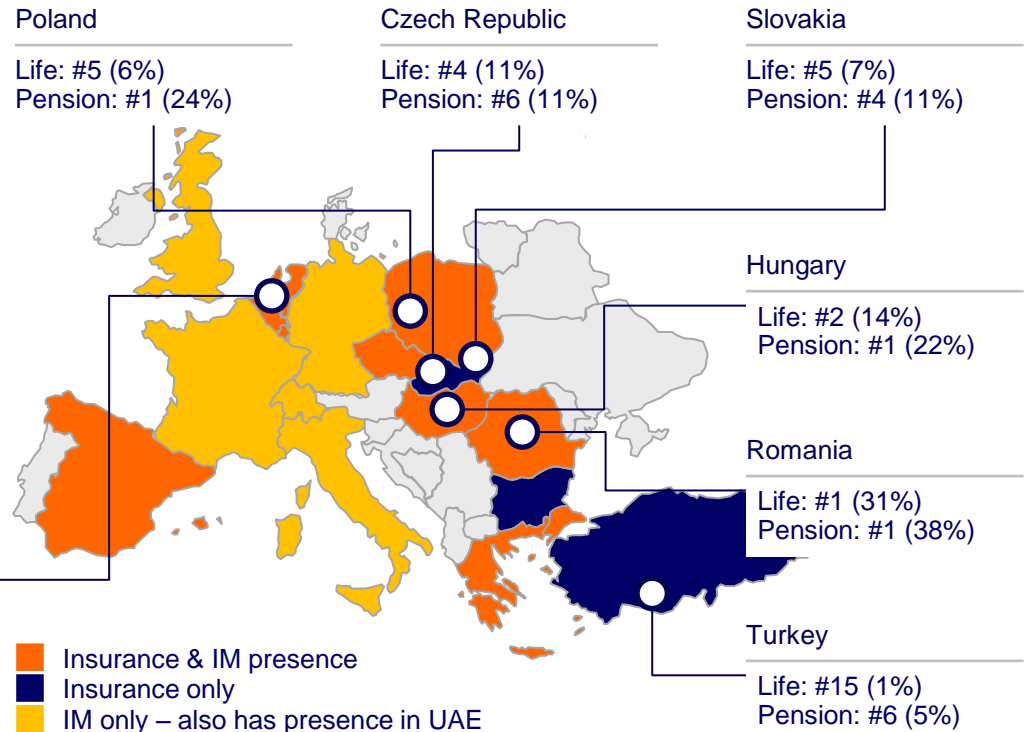 Poland
Life: #5 (6%)
Pension: #1 (24%)
Czech Republic
Life: #4 (11%)
Pension: #6 (11%)
Slovakia
Life: #5 (7%)
Pension: #4 (11%)
Hungary
Life: #2 (14%)
Pension: #1 (22%)
Romania
Life: #1 (31%)
Pension: #1 (38%)
Turkey
Life: #15 (1%)
Pension: #6 (5%)
Insurance & IM presence
Insurance only
IM only – also has presence in UAE